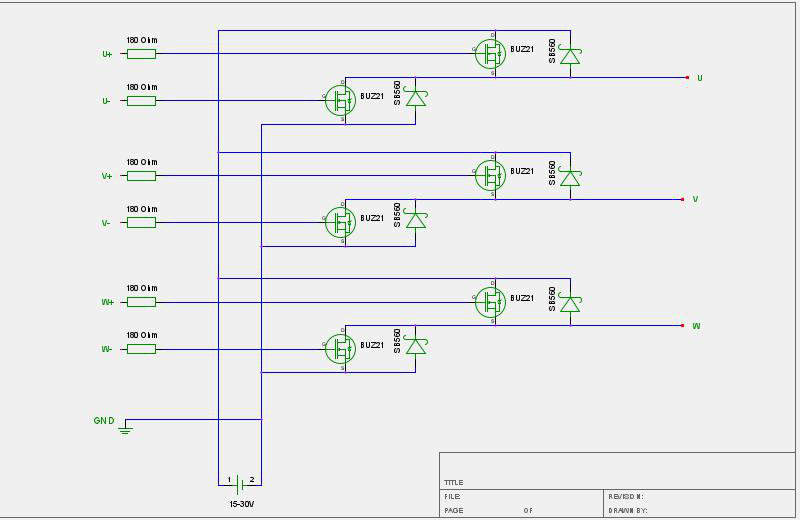 180 Ohm
U+
D
G
S
BUZ21
SB560
U
180 Ohm
U-
D
G
S
BUZ21
SB560
180 Ohm
V+
D
G
S
BUZ21
SB560
V
180 Ohm
V-
D
G
S
BUZ21
SB560
180 Ohm
W+
D
G
S
BUZ21
SB560
W
180 Ohm
W-
D
G
S
BUZ21
SB560
GND
1 2
15-30V
TITLE
FILE: REVISION:
PAGE OF DRAWN BY: